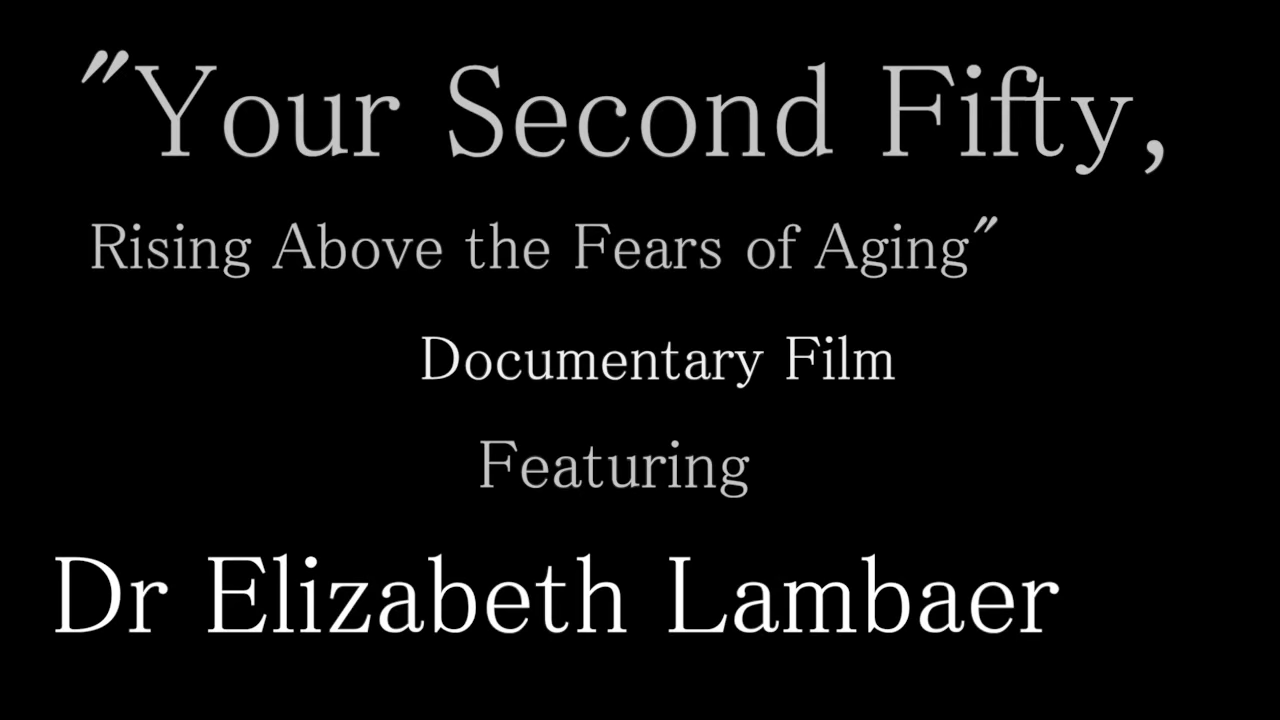 "Your Second Fifty,
Rising Above the Fears of Aging"
Documentary Film
Featuring
Dr Elizabeth Lambaer